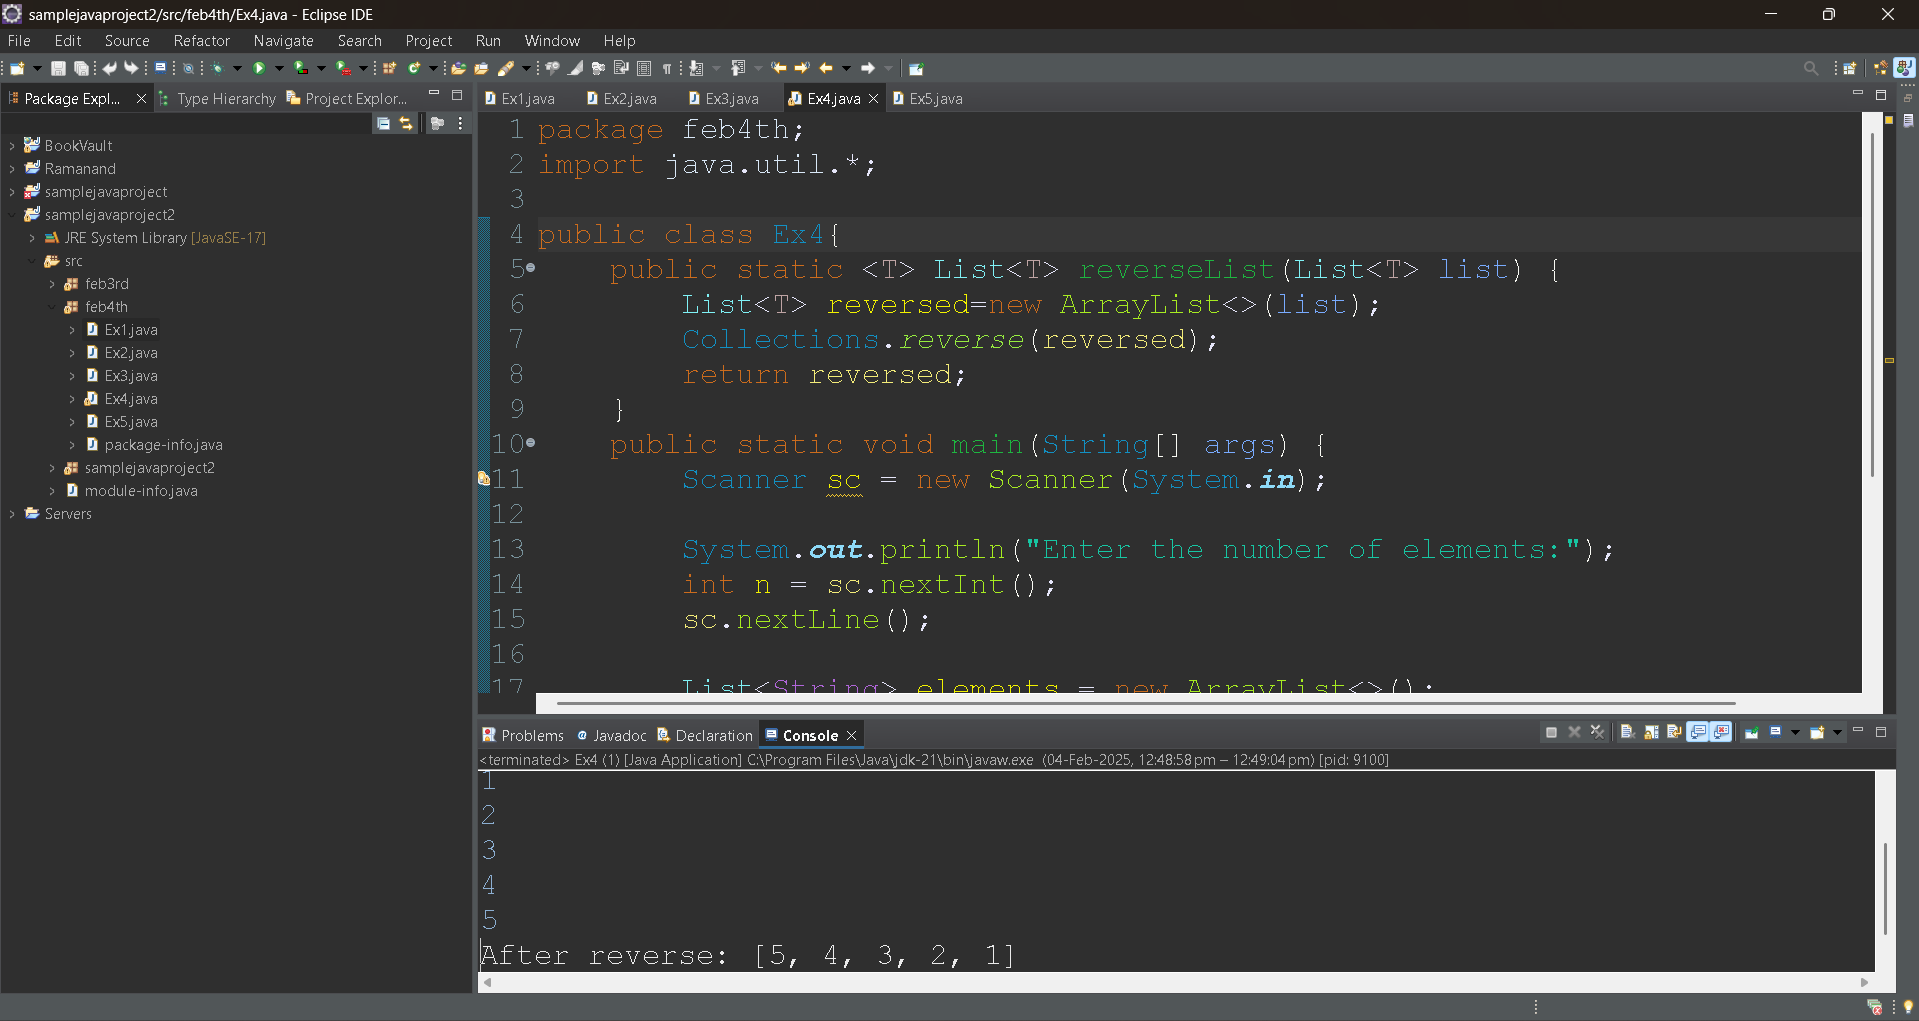 samplejavaproject2/src/feb4th/Ex4.java - Eclipse IDE
File Edit Source Refactor Navigate Search Project Run Window Help
Package Expl... Type Hierarchy Project Explor...
BookVault
Ramanand
samplejavaproject
samplejavaproject2
JRE System Library [JavaSE-17]
src
feb3rd
feb4th
Ex1.java
Ex2.java
Ex3.java
Ex4.java
Ex5.java
package-info.java
samplejavaproject2
module-info.java
Servers
Ex1.java Ex2.java Ex3.java Ex4.java Ex5.java
1 package feb4th;
2 import java.util.*;
3
4 public class Ex4{
5 public static <T> List<T> reverseList(List<T> list) {
6 List<T> reversed=new ArrayList<>(list);
7 Collections.reverse(reversed);
8 return reversed;
9 }
10 public static void main(String[] args) {
11 Scanner sc = new Scanner(System.in);
12
13 System.out.println("Enter the number of elements:");
14 int n = sc.nextInt();
15 sc.nextLine();
16
17 List<String> elements = new ArrayList<>();
Problems Javadoc Declaration Console
<terminated> Ex4 (1) [Java Application] C:\Program Files\Java\jdk-21\bin\javaw.exe (04-Feb-2025, 12:48:58 pm – 12:49:04 pm) [pid: 9100]
1
2
3
4
5
After reverse: [5, 4, 3, 2, 1]